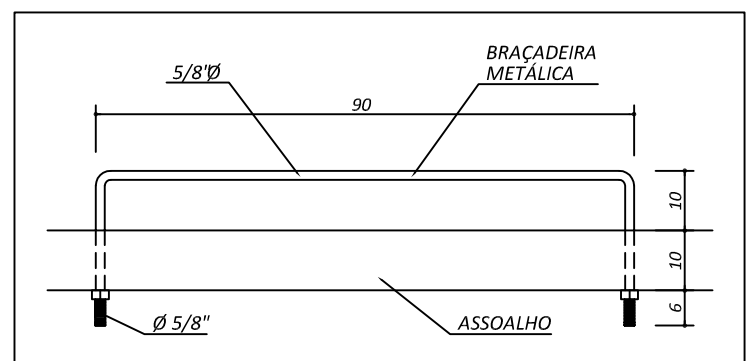 BRAÇADEIRA
METÁLICA
5/8"Ø
90
10
10
6
Ø 5/8"
ASSOALHO